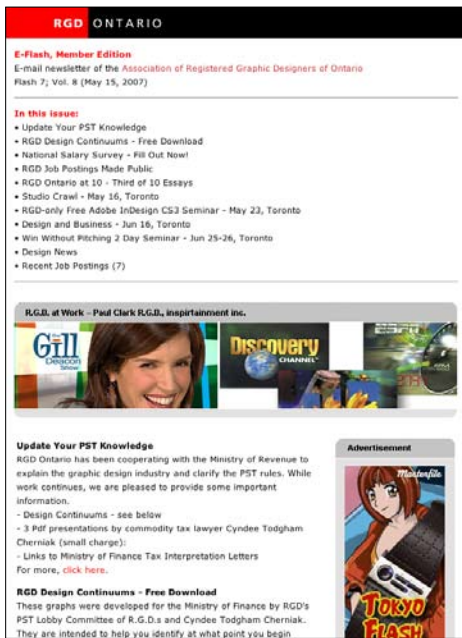 RGD ONTARIO
E-Flash, Member Edition
E-mail newsletter of the Association of Registered Graphic Designers of Ontario
Flash 7; Vol. 8 (May 15, 2007)
In this issue:
• Update Your PST Knowledge
• RGD Design Continuums - Free Download
• National Salary Survey - Fill Out Now!
• RGD Job Postings Made Public
• RGD Ontario at 10 - Third of 10 Essays
• Studio Crawl - May 16, Toronto
• RGD-only Free Adobe InDesign CS3 Seminar - May 23, Toronto
• Design and Business - Jun 16, Toronto
• Win Without Pitching 2 Day Seminar - Jun 25-26, Toronto
• Design News
• Recent Job Postings (7)
R.G.D. at Work – Paul Clark R.G.D., inspirtainment inc.
the
Gill
Deacon
Show
Discovery
CHANNEL
Update Your PST Knowledge
RGD Ontario has been cooperating with the Ministry of Revenue to
explain the graphic design industry and clarify the PST rules. While
work continues, we are pleased to provide some important
information.
- Design Continuums - see below
- 3 Pdf presentations by commodity tax lawyer Cyndee Todgham
Cherniak (small charge):
- Links to Ministry of Finance Tax Interpretation Letters
For more, click here.
RGD Design Continuums - Free Download
These graphs were developed for the Ministry of Finance by RGD's
PST Lobby Committee of R.G.D.s and Cyndee Todgham Cherniak.
They are intended to help you identify at what point you begin
Advertisement
Masterfile
TOKYO
FLASH